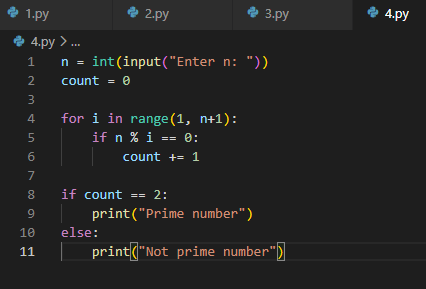 1.py 2.py 3.py 4.py
4.py > ...
1 n = int(input("Enter n: "))
2 count = 0
3
4 for i in range(1, n+1):
5     if n % i == 0:
6         count += 1
7
8 if count == 2:
9     print("Prime number")
10 else:
11     print("Not prime number")